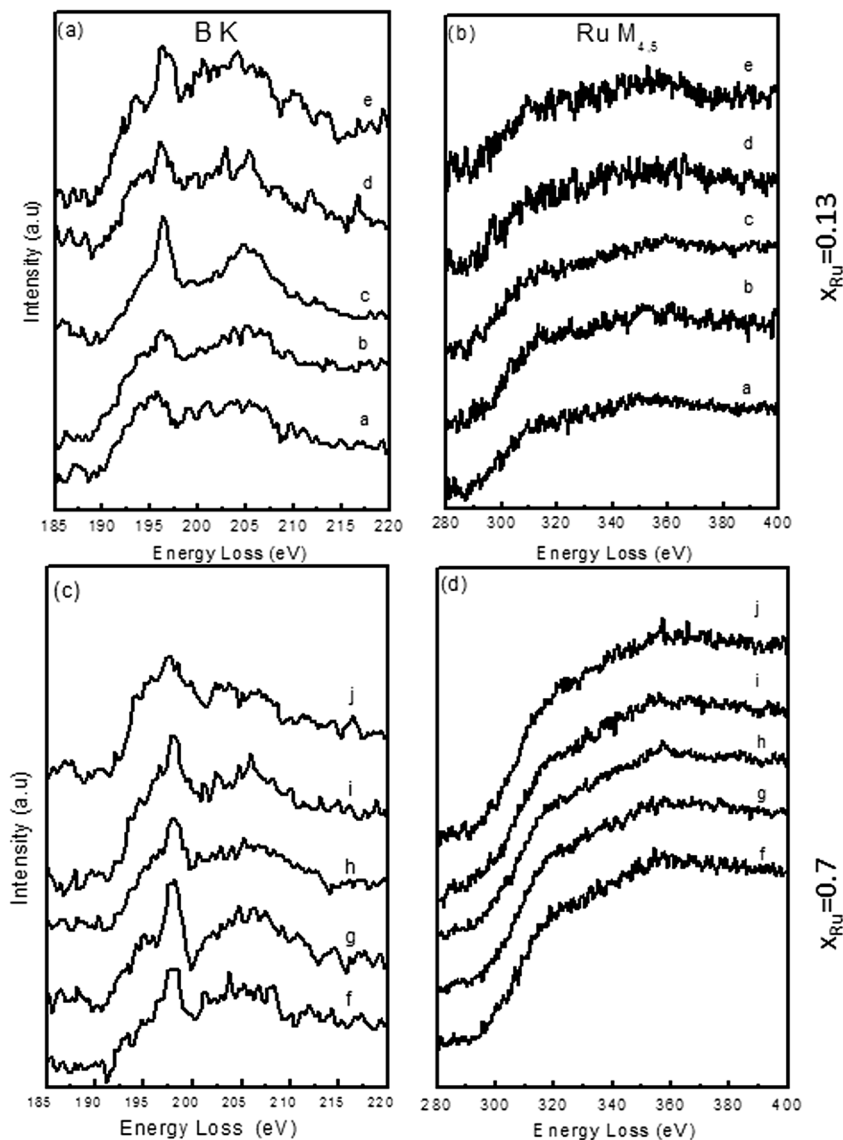 (a)
B K
e
d
c
b
a
Intensity (a.u)
185 190 195 200 205 210 215 220
Energy Loss (eV)
(b)
Ru M4,5
e
d
c
b
a
280 300 320 340 360 380 400
Energy Loss (eV)
xRu=0.13
(c)
j
i
h
g
f
Intensity (a.u)
185 190 195 200 205 210 215 220
Energy Loss (eV)
(d)
j
i
h
g
f
280 300 320 340 360 380 400
Energy Loss (eV)
xRu=0.7